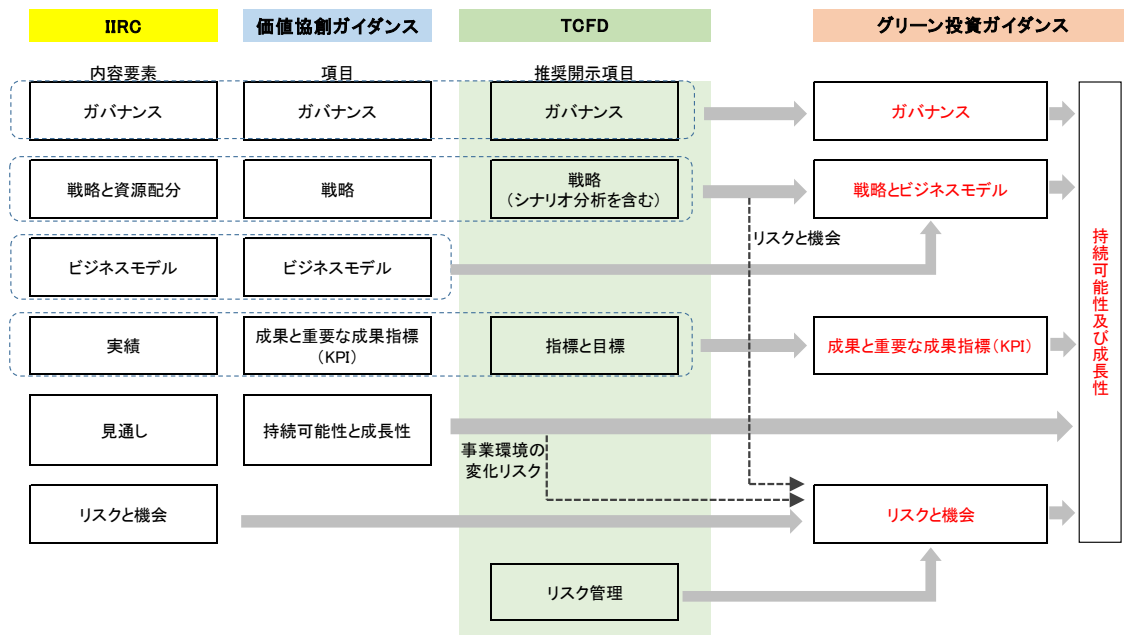 IIRC
価値協創ガイダンス
TCFD
グリーン投資ガイダンス
内容要素
項目
推奨開示項目
ガバナンス
ガバナンス
ガバナンス
ガバナンス
戦略と資源配分
戦略
戦略
(シナリオ分析を含む)
戦略とビジネスモデル
リスクと機会
ビジネスモデル
ビジネスモデル
実績
成果と重要な成果指標
(KPI)
指標と目標
成果と重要な成果指標(KPI)
持続可能性及び成長性
見通し
持続可能性と成長性
事業環境の
変化リスク
リスクと機会
リスクと機会
リスク管理